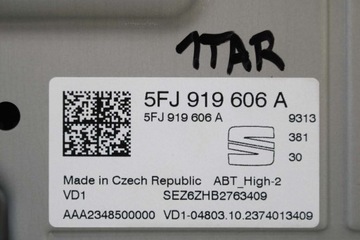 1TAR
5FJ 919 606 A
5FJ 919 606 A 9313
381
30
Made in Czech Republic ABT_High-2
VD1 SEZ6ZHB2763409
AAA2348500000 VD1-04803.10.2374013409